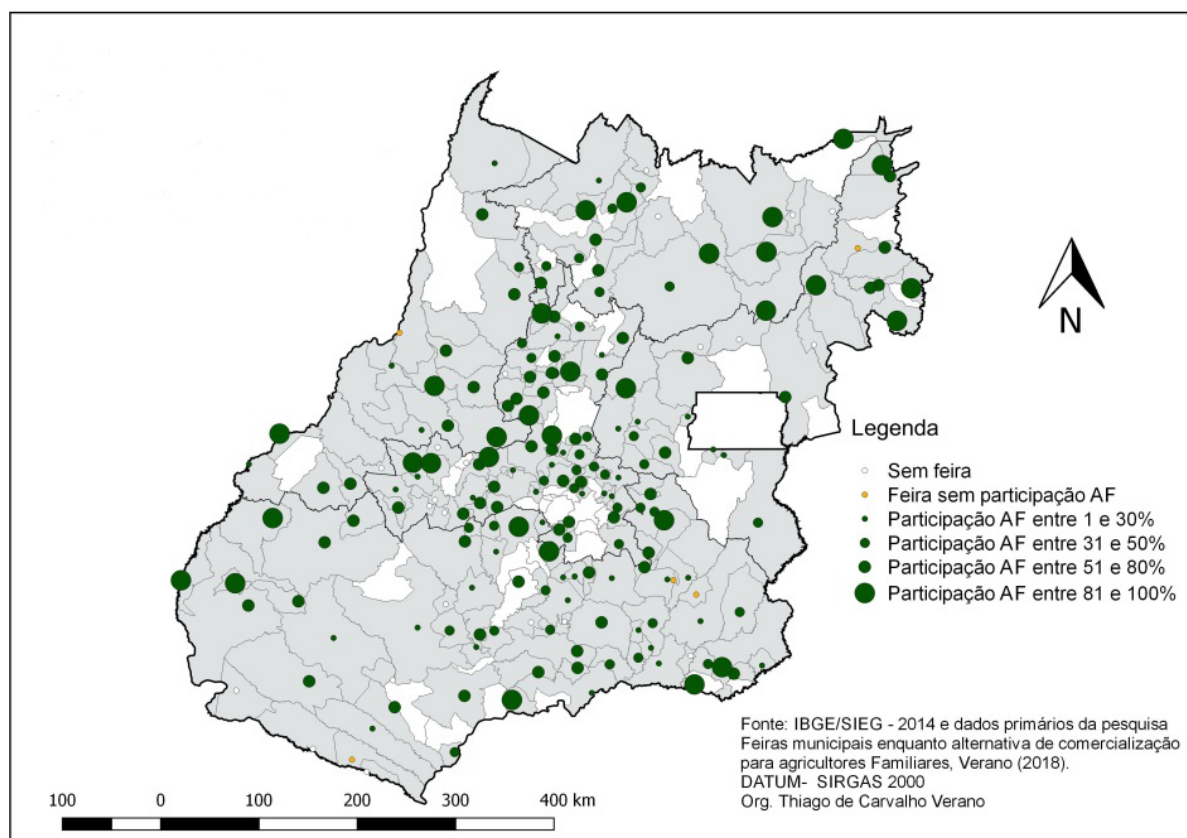 N
Legenda
Sem feira
Feira sem participação AF
Participação AF entre 1 e 30%
Participação AF entre 31 e 50%
Participação AF entre 51 e 80%
Participação AF entre 81 e 100%
Fonte: IBGE/SIEG - 2014 e dados primários da pesquisa
Feiras municipais enquanto alternativa de comercialização
para agricultores Familiares, Verano (2018).
DATUM- SIRGAS 2000
Org. Thiago de Carvalho Verano
100 0 100 200 300 400 km